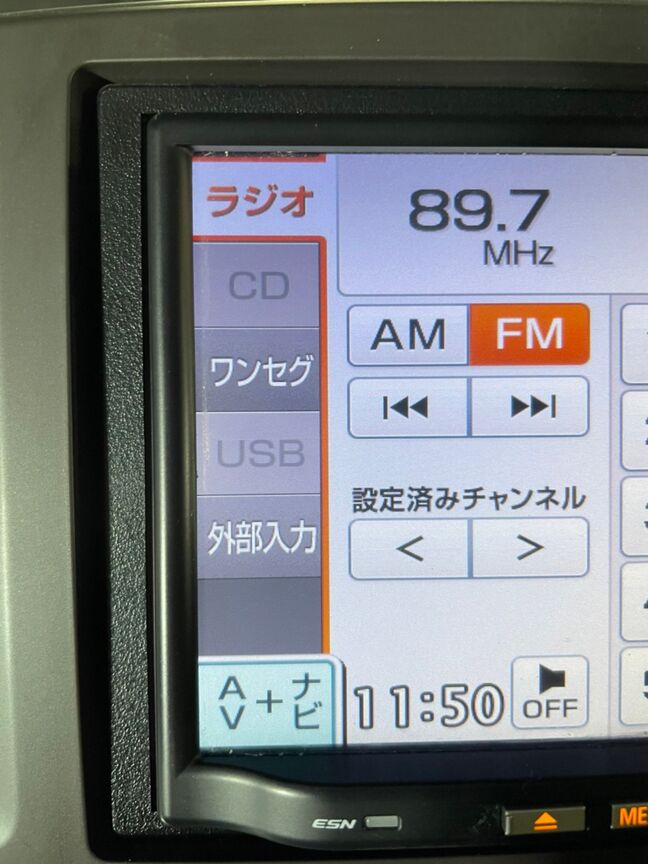 ラジオ
89.7
MHz
CD
AM FM
ワンセグ
USB
設定済みチャンネル
外部入力
< >
AV + ナビ
11:50
OFF
ESN